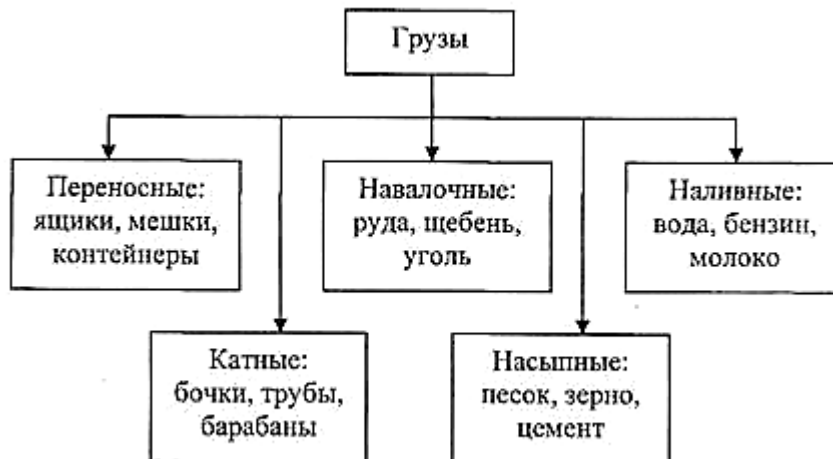 Грузы
Переносные:
ящики, мешки,
контейнеры
Навалочные:
руда, щебень,
уголь
Наливные:
вода, бензин,
молоко
Катные:
бочки, трубы,
барабаны
Насыпные:
песок, зерно,
цемент